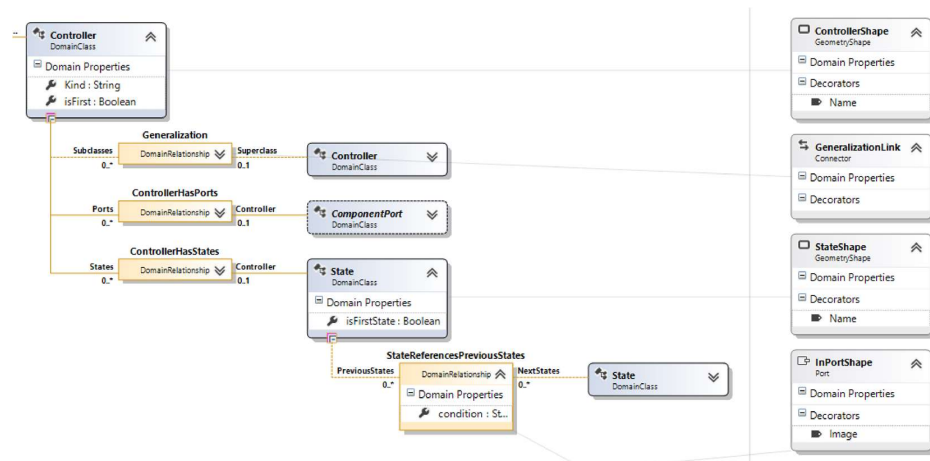 Controller
DomainClass
Domain Properties
Kind : String
isFirst : Boolean
Generalization
Subclasses
0..*
DomainRelationship
Superclass
0..1
Controller
DomainClass
ControllerHasPorts
Ports
0..*
DomainRelationship
Controller
0..1
ComponentPort
DomainClass
ControllerHasStates
States
0..*
DomainRelationship
Controller
0..1
State
DomainClass
Domain Properties
isFirstState : Boolean
StateReferencesPreviousStates
PreviousStates
0..*
DomainRelationship
NextStates
0..*
Domain Properties
condition : St...
State
DomainClass
ControllerShape
GeometryShape
Domain Properties
Decorators
Name
GeneralizationLink
Connector
Domain Properties
Decorators
StateShape
GeometryShape
Domain Properties
Decorators
Name
InPortShape
Port
Domain Properties
Decorators
Image